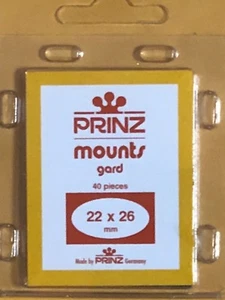 PRINZ
mounts
gard
40 pieces
22 x 26
mm
Made by PRINZ Germany